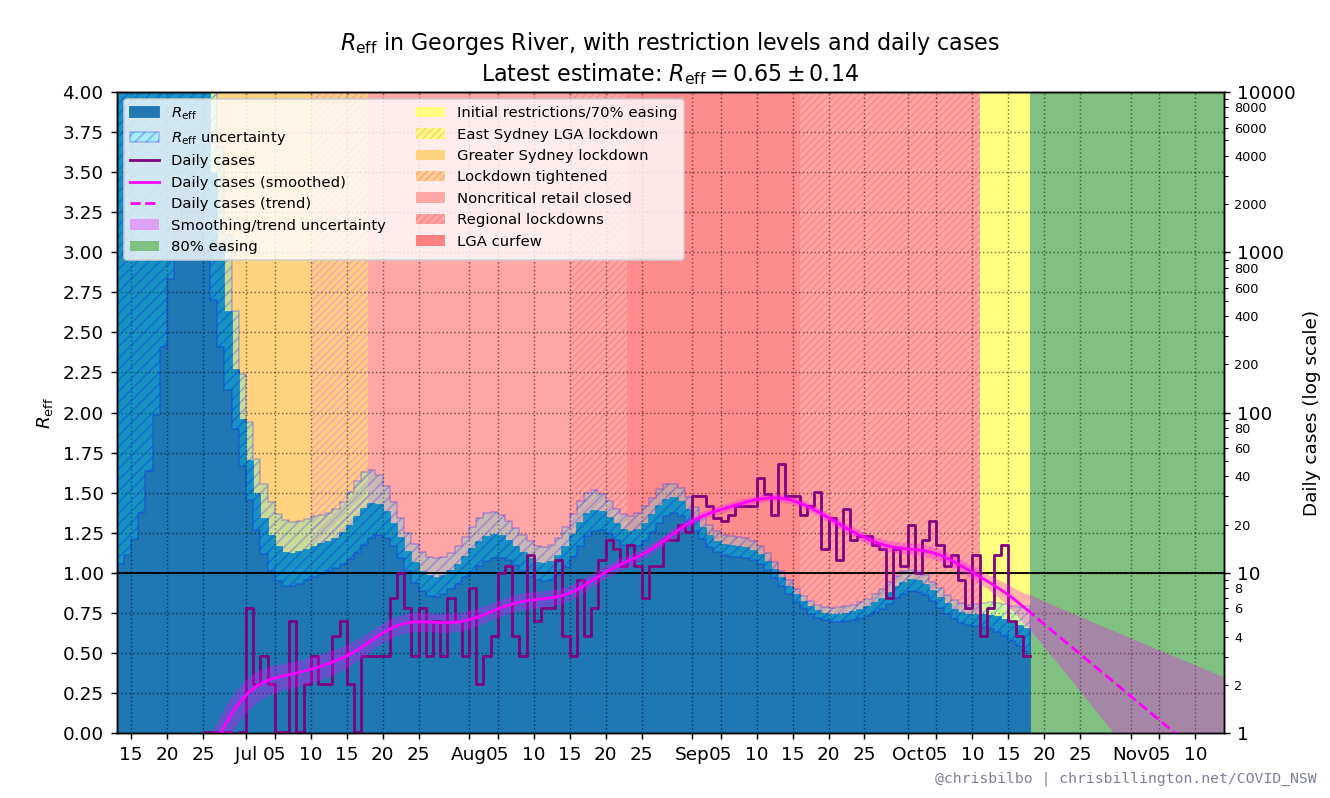 R_eff in Georges River, with restriction levels and daily cases
Latest estimate: R_eff = 0.65 ± 0.14
R_eff
R_eff uncertainty
Daily cases
Daily cases (smoothed)
Daily cases (trend)
Smoothing/trend uncertainty
80% easing
Initial restrictions/70% easing
East Sydney LGA lockdown
Greater Sydney lockdown
Lockdown tightened
Noncritical retail closed
Regional lockdowns
LGA curfew
R_eff
4.00
3.75
3.50
3.25
3.00
2.75
2.50
2.25
2.00
1.75
1.50
1.25
1.00
0.75
0.50
0.25
0.00
10000
8000
6000
4000
2000
1000
800
600
400
200
100
80
60
40
20
10
8
6
4
2
1
Daily cases (log scale)
15 20 25 Jul 05 10 15 20 25 Aug05 10 15 20 25 Sep05 10 15 20 25 Oct05 10 15 20 25 Nov05 10
@chrisbilbo | chrisbillington.net/COVID_NSW